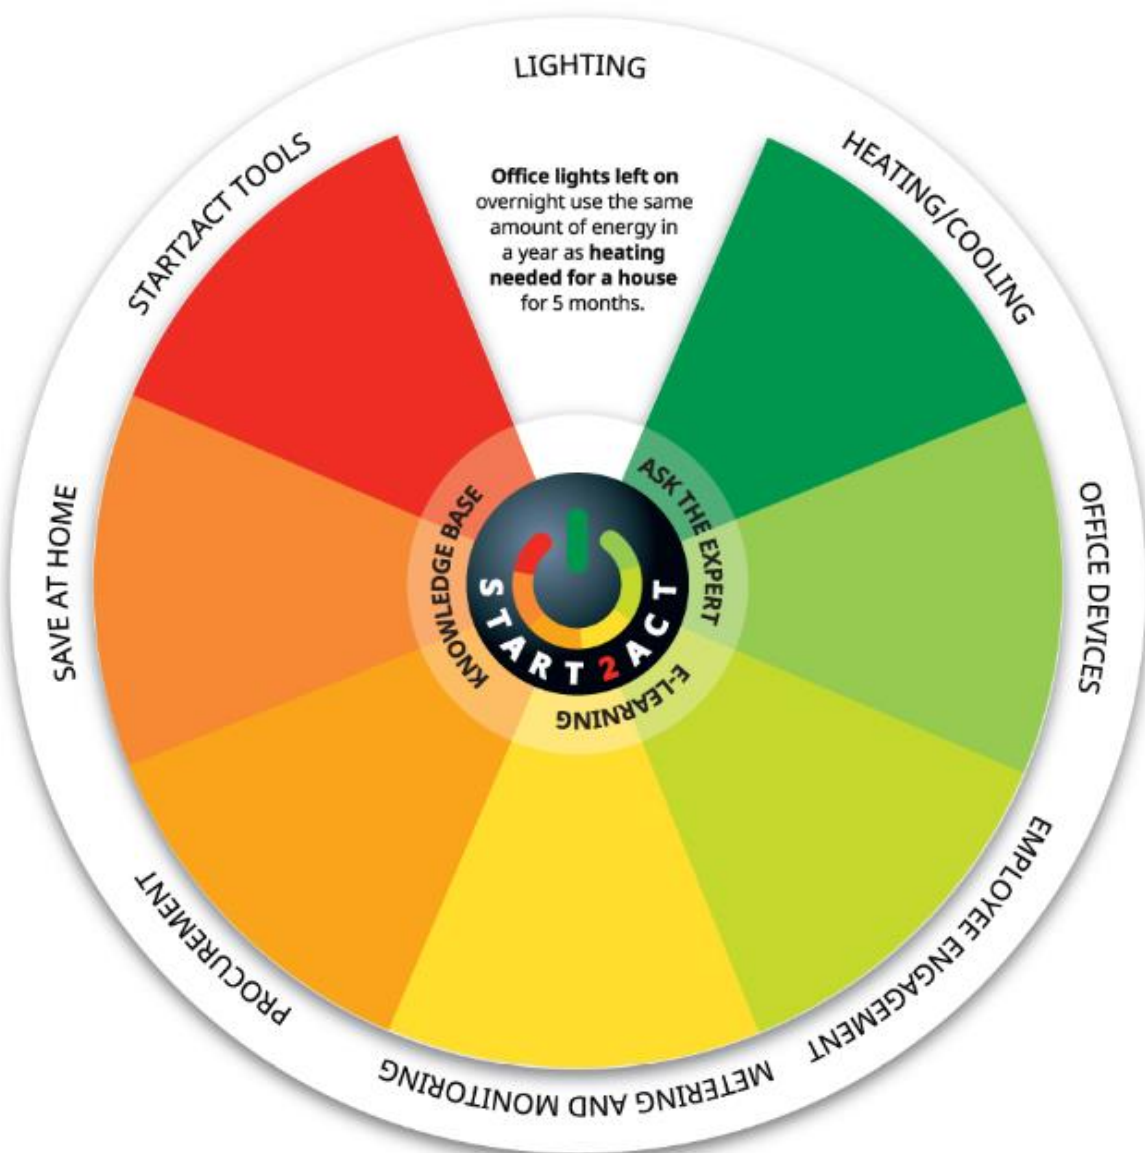 LIGHTING
HEATING/COOLING
OFFICE DEVICES
EMPLOYEE ENGAGEMENT
METERING AND MONITORING
PROCUREMENT
SAVE AT HOME
START2ACT TOOLS
Office lights left on
overnight use the same
amount of energy in
a year as heating
needed for a house
for 5 months.
ASK THE EXPERT
E-LEARNING
KNOWLEDGE BASE
START2ACT